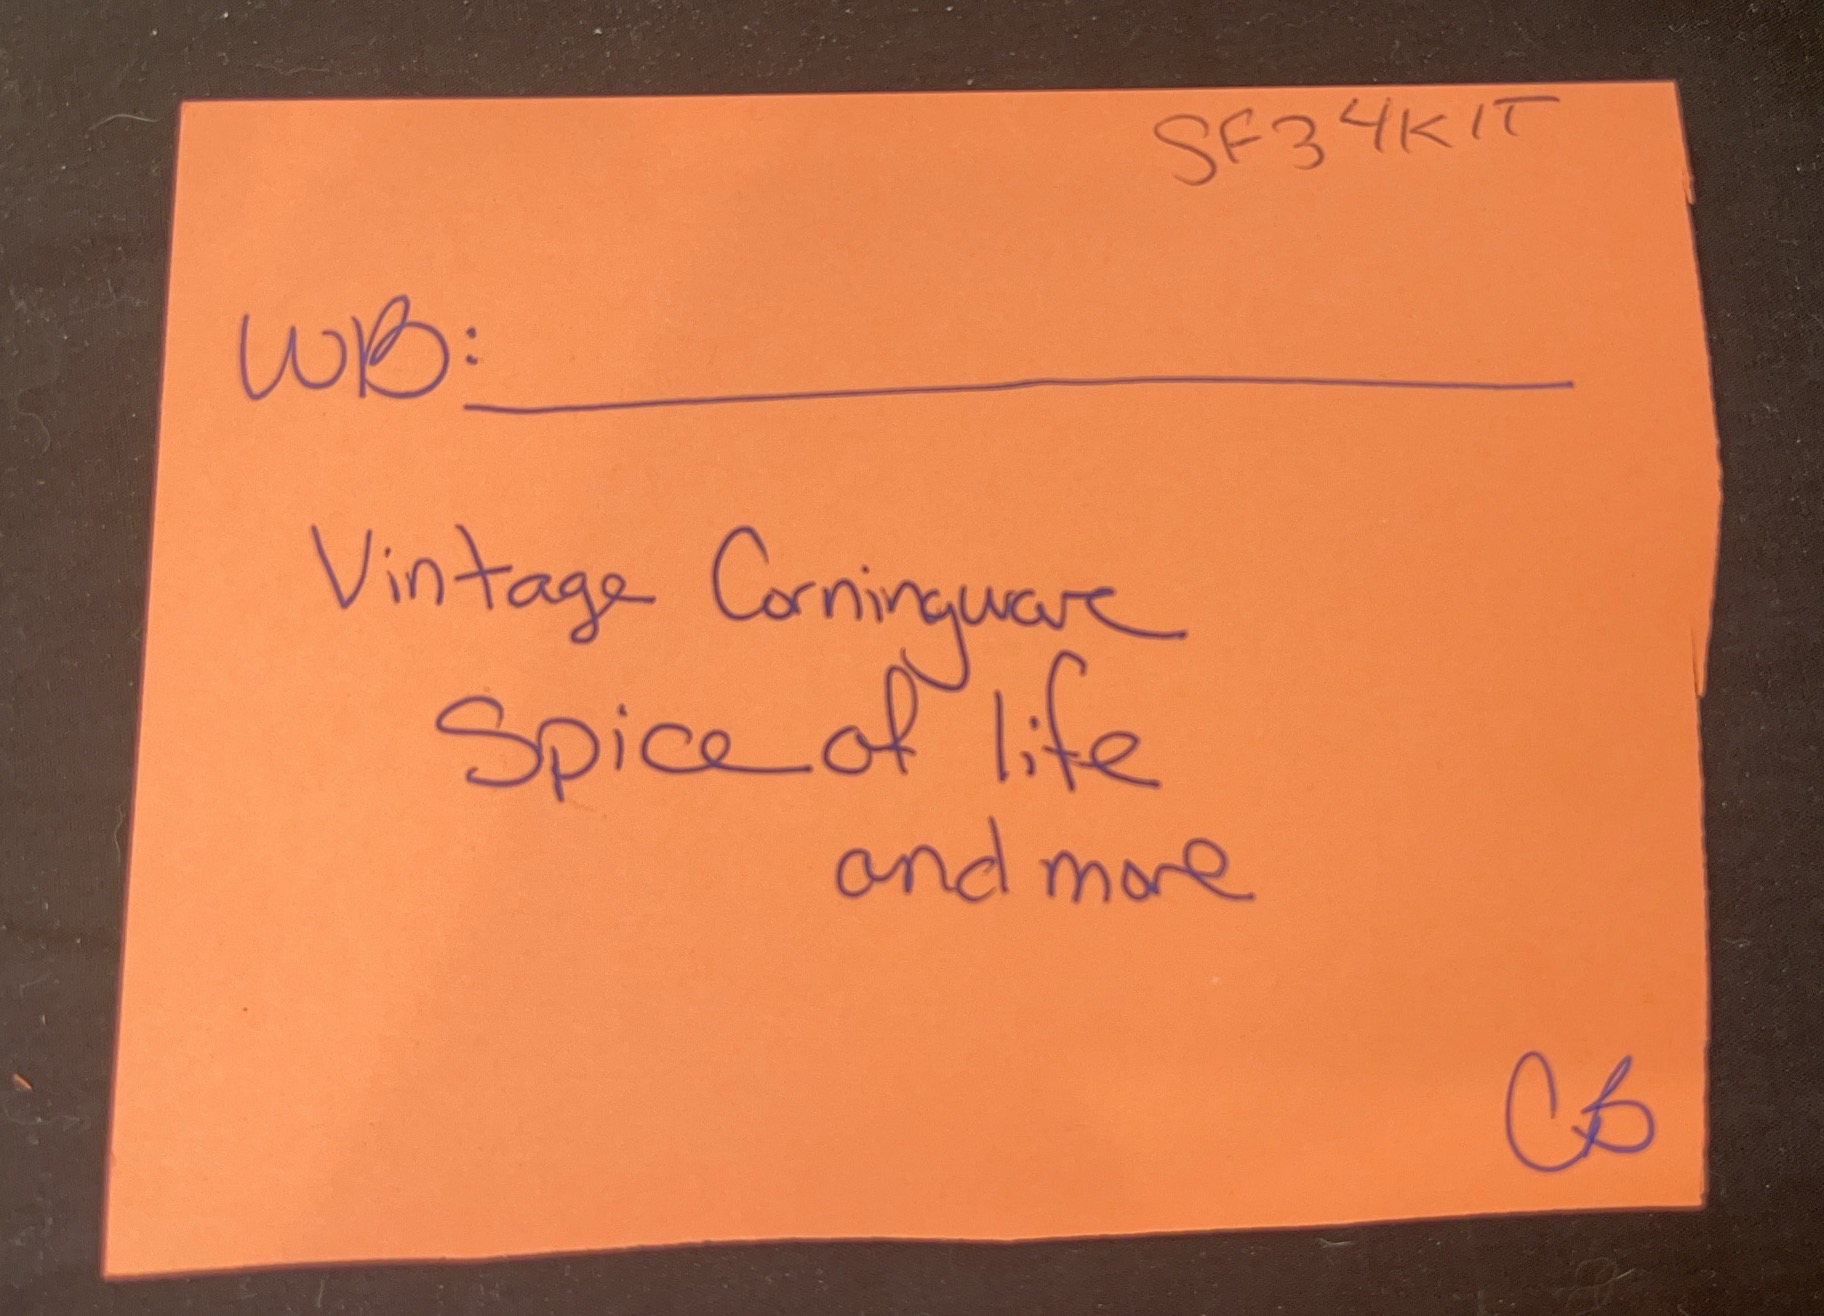 SF34KIT
WB:
Vintage Corningware
Spice of life
and more
CB